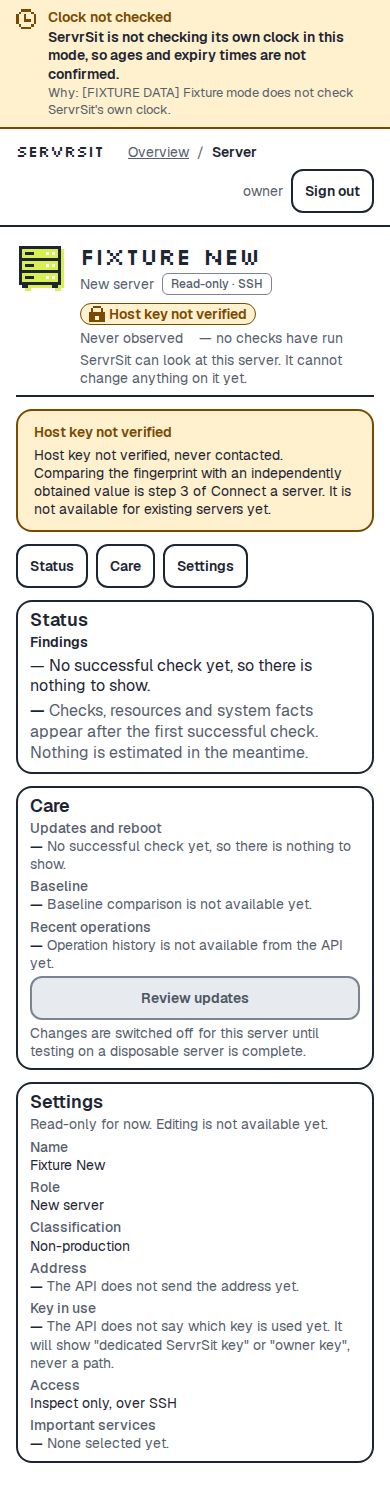 Clock not checked
ServrSit is not checking its own clock in this
mode, so ages and expiry times are not
confirmed.
Why: [FIXTURE DATA] Fixture mode does not check
ServrSit's own clock.
SERVRSIT Overview / Server
owner Sign out
FIXTURE NEW
New server Read-only · SSH
Host key not verified
Never observed — no checks have run
ServrSit can look at this server. It cannot
change anything on it yet.
Host key not verified
Host key not verified, never contacted.
Comparing the fingerprint with an independently
obtained value is step 3 of Connect a server. It is
not available for existing servers yet.
Status Care Settings
Status
Findings
— No successful check yet, so there is
nothing to show.
— Checks, resources and system facts
appear after the first successful check.
Nothing is estimated in the meantime.
Care
Updates and reboot
— No successful check yet, so there is nothing to
show.
Baseline
— Baseline comparison is not available yet.
Recent operations
— Operation history is not available from the API
yet.
Review updates
Changes are switched off for this server until
testing on a disposable server is complete.
Settings
Read-only for now. Editing is not available yet.
Name
Fixture New
Role
New server
Classification
Non-production
Address
— The API does not send the address yet.
Key in use
— The API does not say which key is used yet. It
will show "dedicated ServrSit key" or "owner key",
never a path.
Access
Inspect only, over SSH
Important services
— None selected yet.